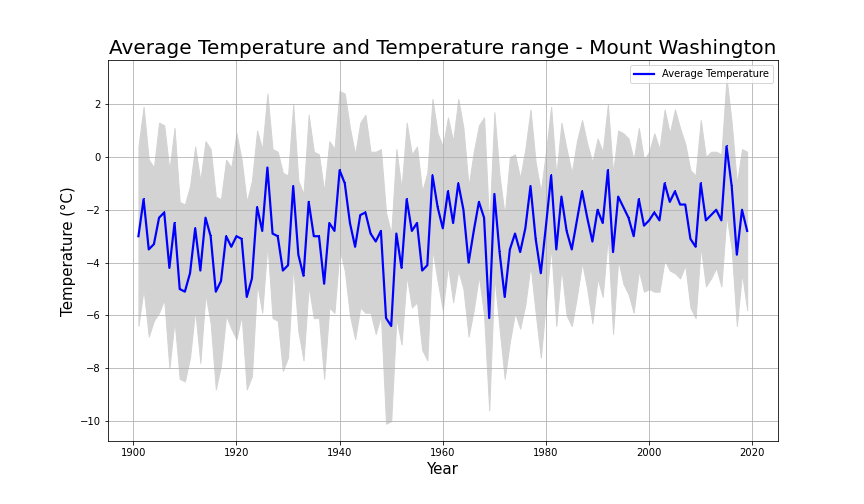 Average Temperature and Temperature range - Mount Washington
Average Temperature
2
0
−2
−4
−6
−8
−10
Temperature (°C)
1900 1920 1940 1960 1980 2000 2020
Year